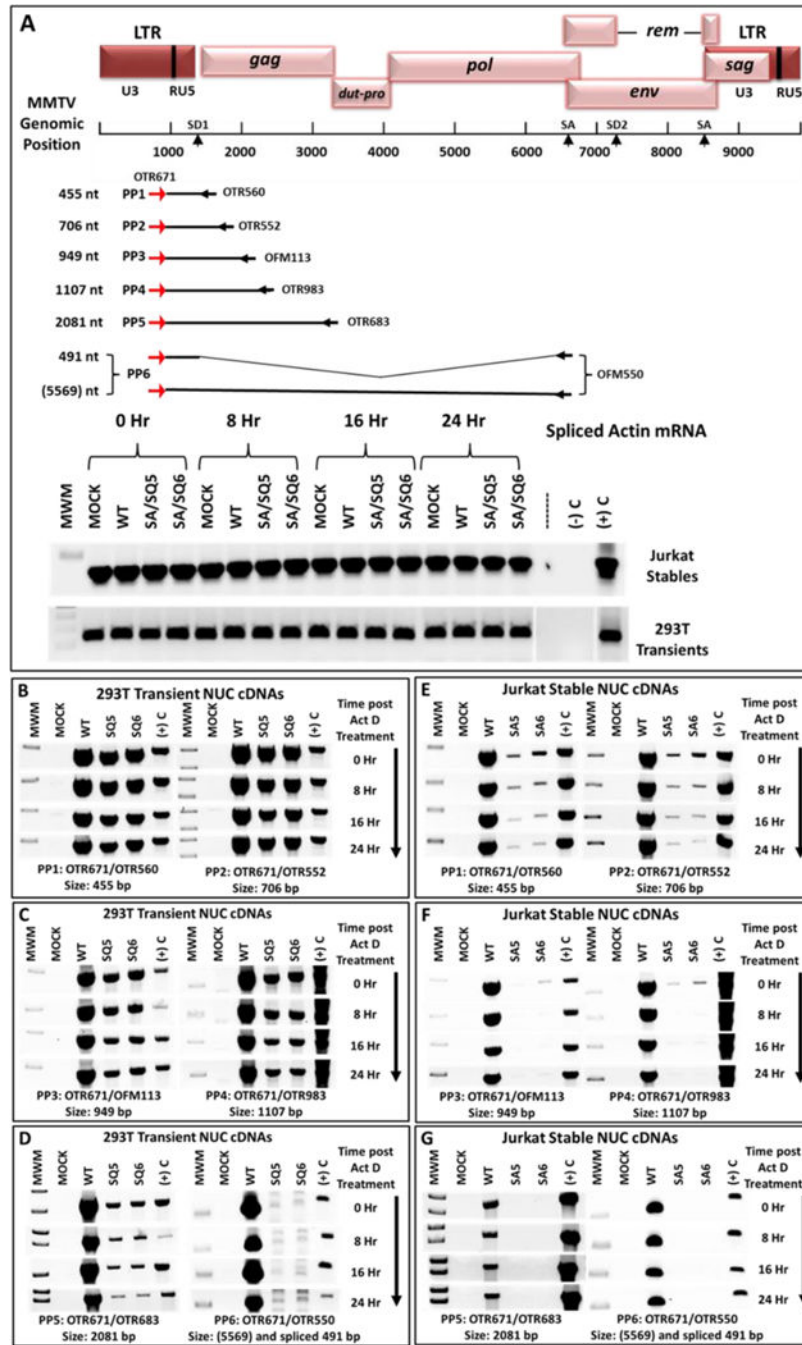 A
LTR
gag
dut-pro
pol
rem
env
LTR
sag
U3 RU5
U3 RU5
MMTV
Genomic
Position
SD1 SA SD2 SA
1000 2000 3000 4000 5000 6000 7000 8000 9000
OTR671
455 nt PP1 OTR560
706 nt PP2 OTR552
949 nt PP3 OFM113
1107 nt PP4 OTR983
2081 nt PP5 OTR683
491 nt
PP6 OFM550
(5569) nt
0 Hr 8 Hr 16 Hr 24 Hr Spliced Actin mRNA
MWM MOCK WT SA/SQ5 SA/SQ6 MOCK WT SA/SQ5 SA/SQ6 MOCK WT SA/SQ5 SA/SQ6 MOCK WT SA/SQ5 SA/SQ6 (-) C (+) C
Jurkat
Stables
293T
Transients
B 293T Transient NUC cDNAs
MWM MOCK WT SQ5 SQ6 (+) C MWM MOCK WT SQ5 SQ6 (+) C
Time post
Act D
Treatment
0 Hr
8 Hr
16 Hr
24 Hr
PP1: OTR671/OTR560 PP2: OTR671/OTR552
Size: 455 bp Size: 706 bp
E Jurkat Stable NUC cDNAs
MWM MOCK WT SA5 SA6 (+) C MWM MOCK WT SA5 SA6 (+) C
Time post
Act D
Treatment
0 Hr
8 Hr
16 Hr
24 Hr
PP1: OTR671/OTR560 PP2: OTR671/OTR552
Size: 455 bp Size: 706 bp
C 293T Transient NUC cDNAs
MWM MOCK WT SQ5 SQ6 (+) C MWM MOCK WT SQ5 SQ6 (+) C
Time post
Act D
Treatment
0 Hr
8 Hr
16 Hr
24 Hr
PP3: OTR671/OFM113 PP4: OTR671/OTR983
Size: 949 bp Size: 1107 bp
F Jurkat Stable NUC cDNAs
MWM MOCK WT SA5 SA6 (+) C MWM MOCK WT SA5 SA6 (+) C
Time post
Act D
Treatment
0 Hr
8 Hr
16 Hr
24 Hr
PP3: OTR671/OFM113 PP4: OTR671/OTR983
Size: 949 bp Size: 1107 bp
D 293T Transient NUC cDNAs
MWM MOCK WT SQ5 SQ6 (+) C MWM MOCK WT SQ5 SQ6 (+) C
Time post
Act D
Treatment
0 Hr
8 Hr
16 Hr
24 Hr
PP5: OTR671/OTR683 PP6: OTR671/OTR550
Size: 2081 bp Size: (5569) and spliced 491 bp
G Jurkat Stable NUC cDNAs
MWM MOCK WT SA5 SA6 (+) C MWM MOCK WT SA5 SA6 (+) C
Time post
Act D
Treatment
0 Hr
8 Hr
16 Hr
24 Hr
PP5: OTR671/OTR683 PP6: OTR671/OTR550
Size: 2081 bp Size: (5569) and spliced 491 bp